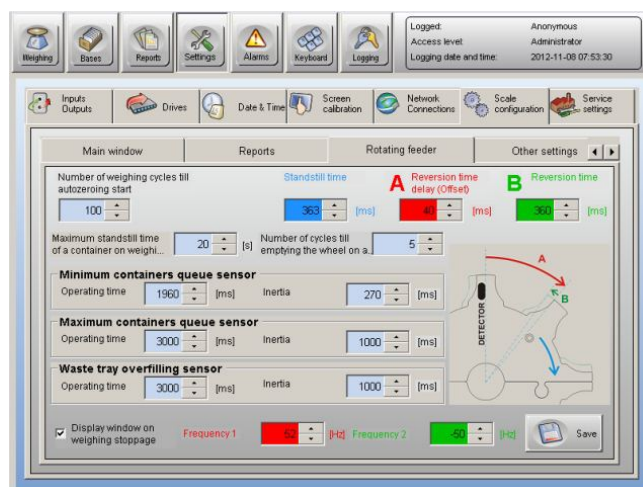 Logged: Anonymous
Access level: Administrator
Logging date and time: 2012-11-08 07:53:30
Weighing Bases Reports Settings Alarms Keyboard Logging
Inputs Outputs Drives Date & Time Screen calibration Network Connections Scale configuration Service settings
Main window Reports Rotating feeder Other settings
Number of weighing cycles till Standstill time A Reversion time B Reversion time
autozeroing start delay (Offset)
100 363 [ms] 40 [ms] 360 [ms]
Maximum standstill time 20 [s] Number of cycles till 5
of a container on weighi... emptying the wheel on a..
Minimum containers queue sensor
Operating time 1960 [ms] Inertia 270 [ms]
Maximum containers queue sensor
Operating time 3000 [ms] Inertia 1000 [ms]
Waste tray overfilling sensor
Operating time 3000 [ms] Inertia 1000 [ms]
A
B
DETECTOR
Display window on
weighing stoppage
Frequency 1 52 [Hz] Frequency 2 -50 [Hz] Save